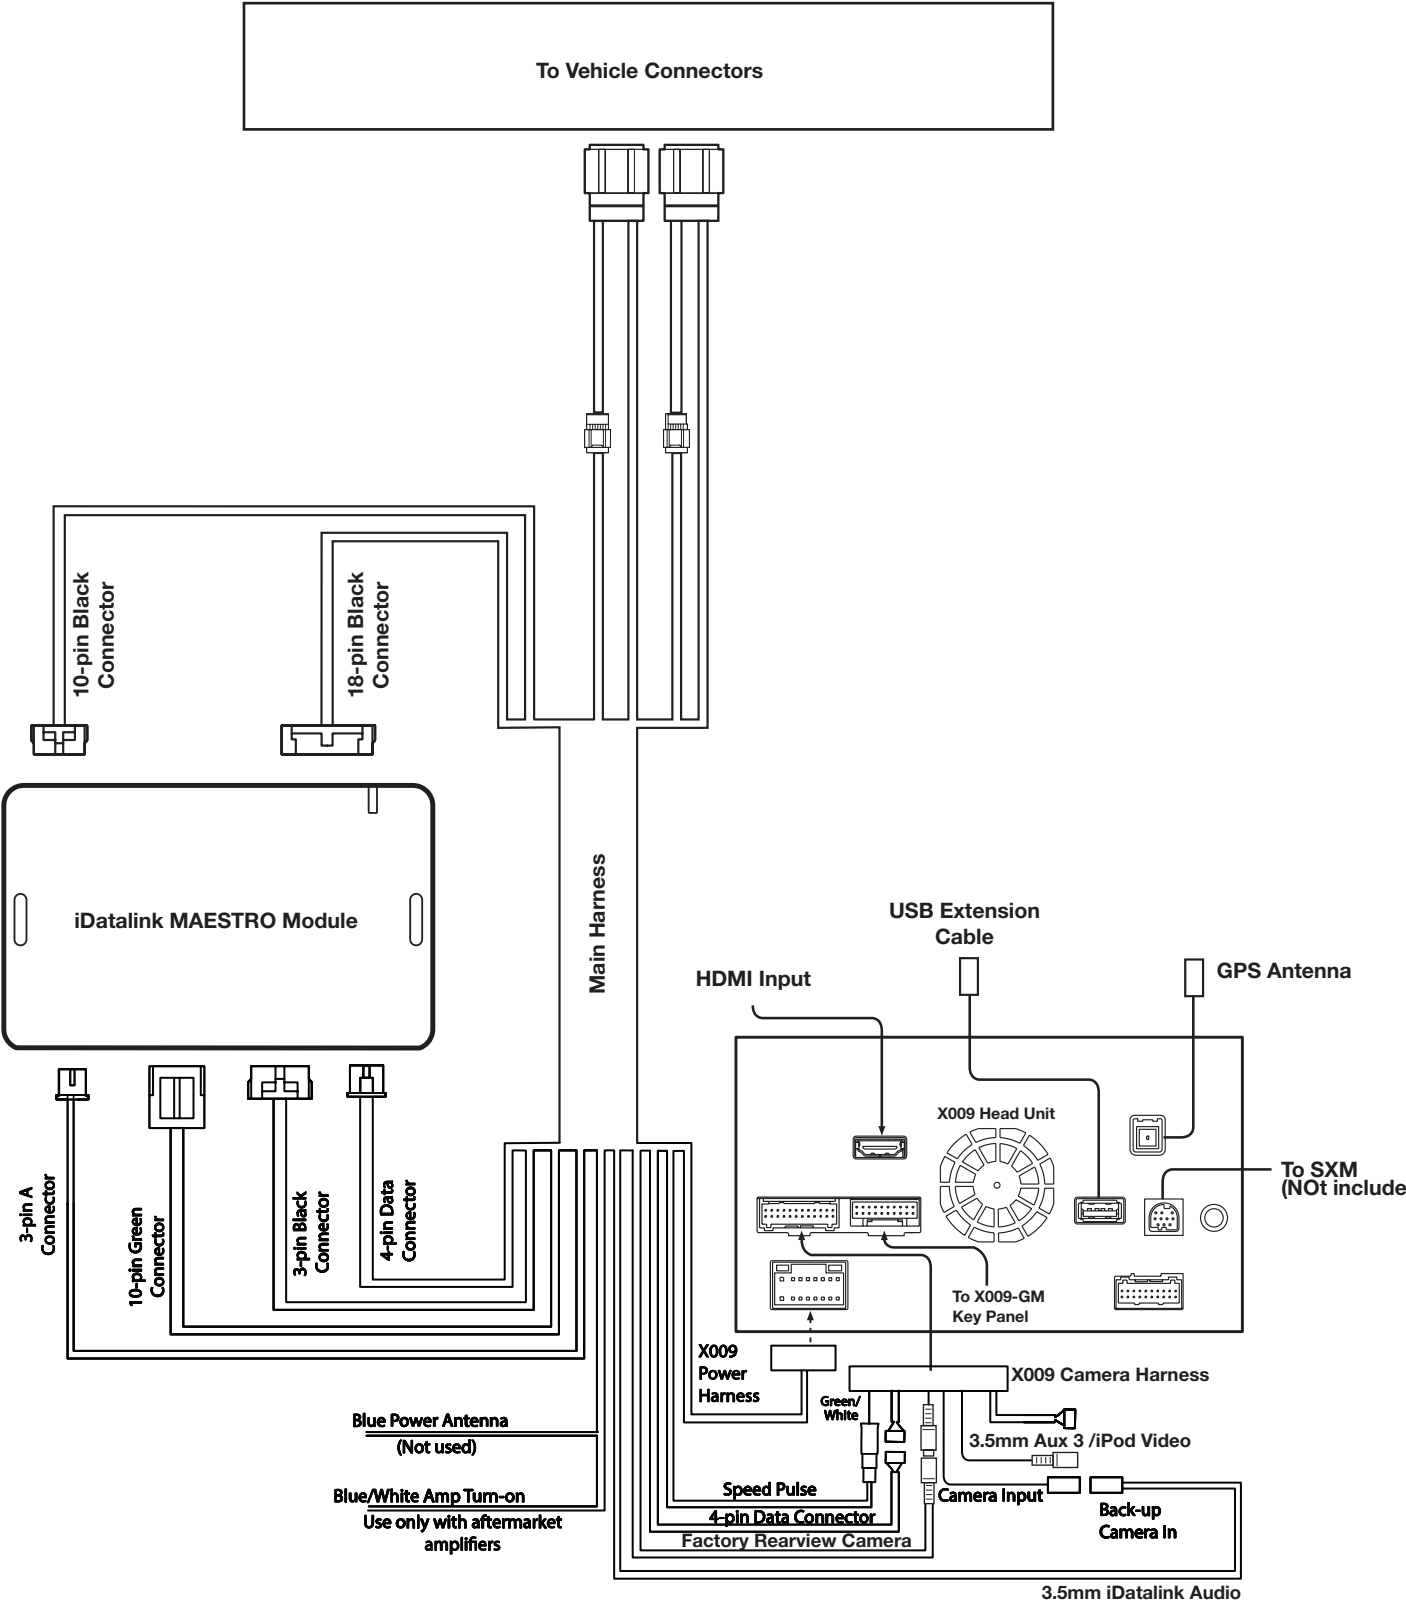 To Vehicle Connectors
10-pin Black
Connector
18-pin Black
Connector
iDatalink MAESTRO Module
Main Harness
USB Extension
Cable
HDMI Input
GPS Antenna
X009 Head Unit
To SXM
(NOt include
3-pin A
Connector
10-pin Green
Connector
3-pin Black
Connector
4-pin Data
Connector
To X009-GM
Key Panel
X009
Power
Harness
X009 Camera Harness
Green/
White
Blue Power Antenna
(Not used)
3.5mm Aux 3 /iPod Video
Speed Pulse
Camera Input
Blue/White Amp Turn-on
Use only with aftermarket
amplifiers
4-pin Data Connector
Back-up
Camera In
Factory Rearview Camera
3.5mm iDatalink Audio